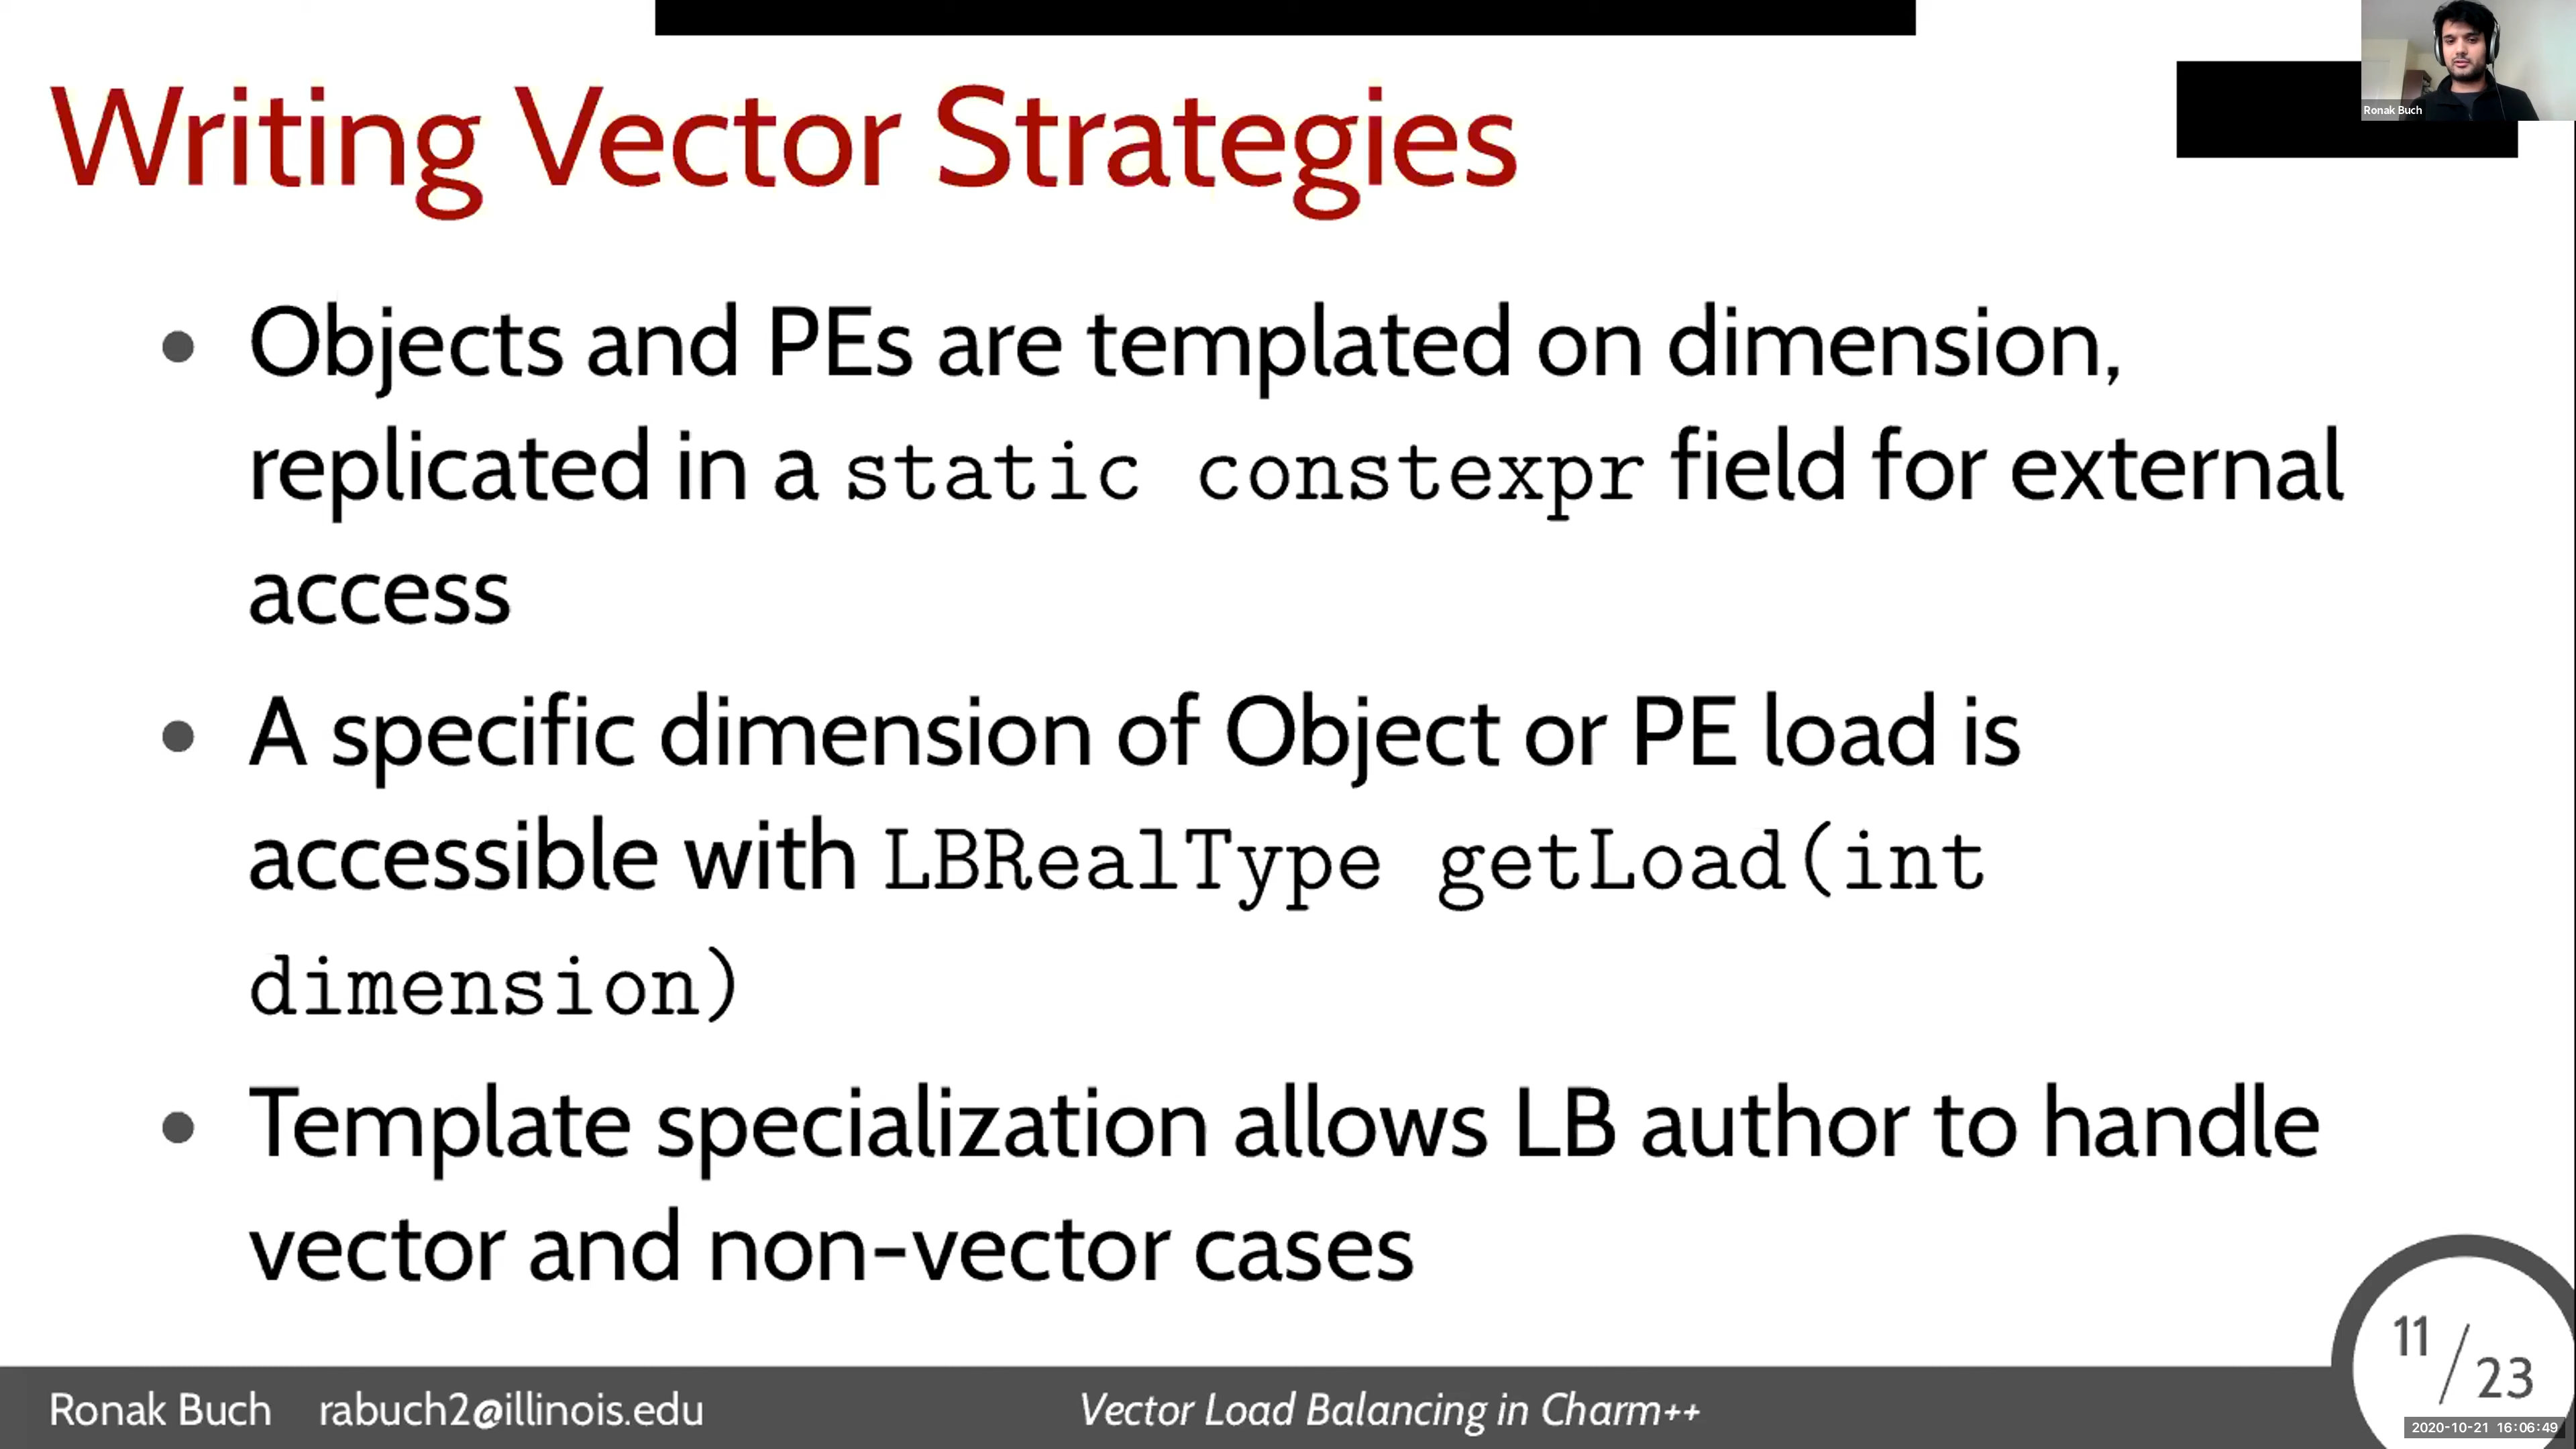 Writing Vector Strategies
Ronak Buch
Objects and PEs are templated on dimension,
replicated in a static constexpr field for external
access
A specific dimension of Object or PE load is
accessible with LBRealType getLoad(int
dimension)
Template specialization allows LB author to handle
vector and non-vector cases
11/23
Ronak Buch rabuch2@illinois.edu Vector Load Balancing in Charm++
2020-10-21 16:06:49